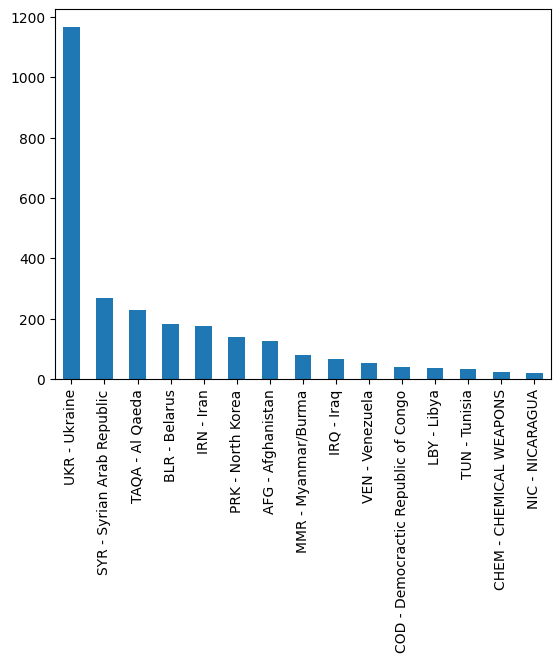 1200
1000
800
600
400
200
0
UKR - Ukraine
SYR - Syrian Arab Republic
TAQA - Al Qaeda
BLR - Belarus
IRN - Iran
PRK - North Korea
AFG - Afghanistan
MMR - Myanmar/Burma
IRQ - Iraq
VEN - Venezuela
COD - Democractic Republic of Congo
LBY - Libya
TUN - Tunisia
CHEM - CHEMICAL WEAPONS
NIC - NICARAGUA